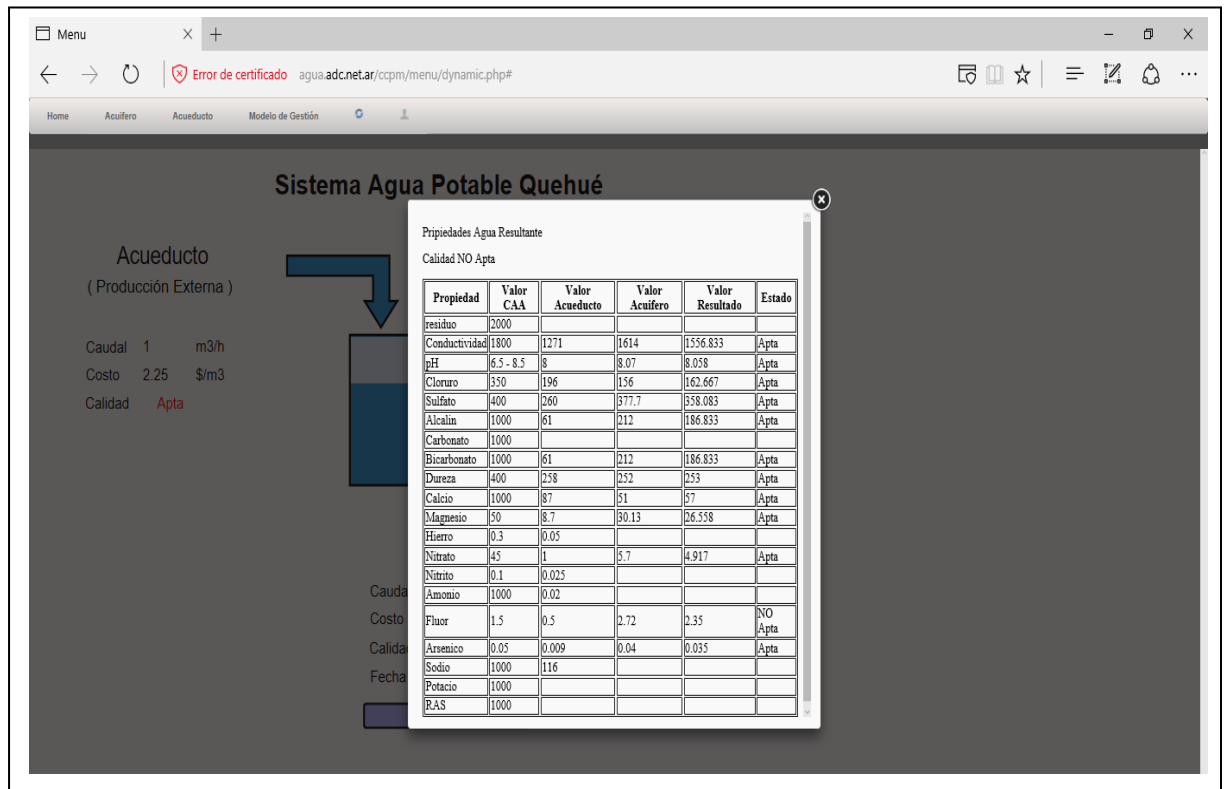 Menu
Error de certificado agua.adc.net.ar/ccpm/menu/dynamic.php#
Home Acuifero Acueducto Modelo de Gestión
Sistema Agua Potable Quehué
Acueducto
( Producción Externa )
Caudal 1 m3/h
Costo 2.25 $/m3
Calidad Apta
Pripiedades Agua Resultante
Calidad NO Apta
Propiedad Valor CAA Valor Acueducto Valor Acuifero Valor Resultado Estado
residuo 2000
Conductividad 1800 1271 1614 1556.833 Apta
pH 6.5 - 8.5 8 8.07 8.058 Apta
Cloruro 350 196 156 162.667 Apta
Sulfato 400 260 377.7 358.083 Apta
Alcalin 1000 61 212 186.833 Apta
Carbonato 1000
Bicarbonato 1000 61 212 186.833 Apta
Dureza 400 258 252 253 Apta
Calcio 1000 87 51 57 Apta
Magnesio 50 8.7 30.13 26.558 Apta
Hierro 0.3 0.05
Nitrato 45 1 5.7 4.917 Apta
Nitrito 0.1 0.025
Amonio 1000 0.02
Fluor 1.5 0.5 2.72 2.35 NO Apta
Arsenico 0.05 0.009 0.04 0.035 Apta
Sodio 1000 116
Potacio 1000
RAS 1000
Cauda
Costo
Calida
Fecha